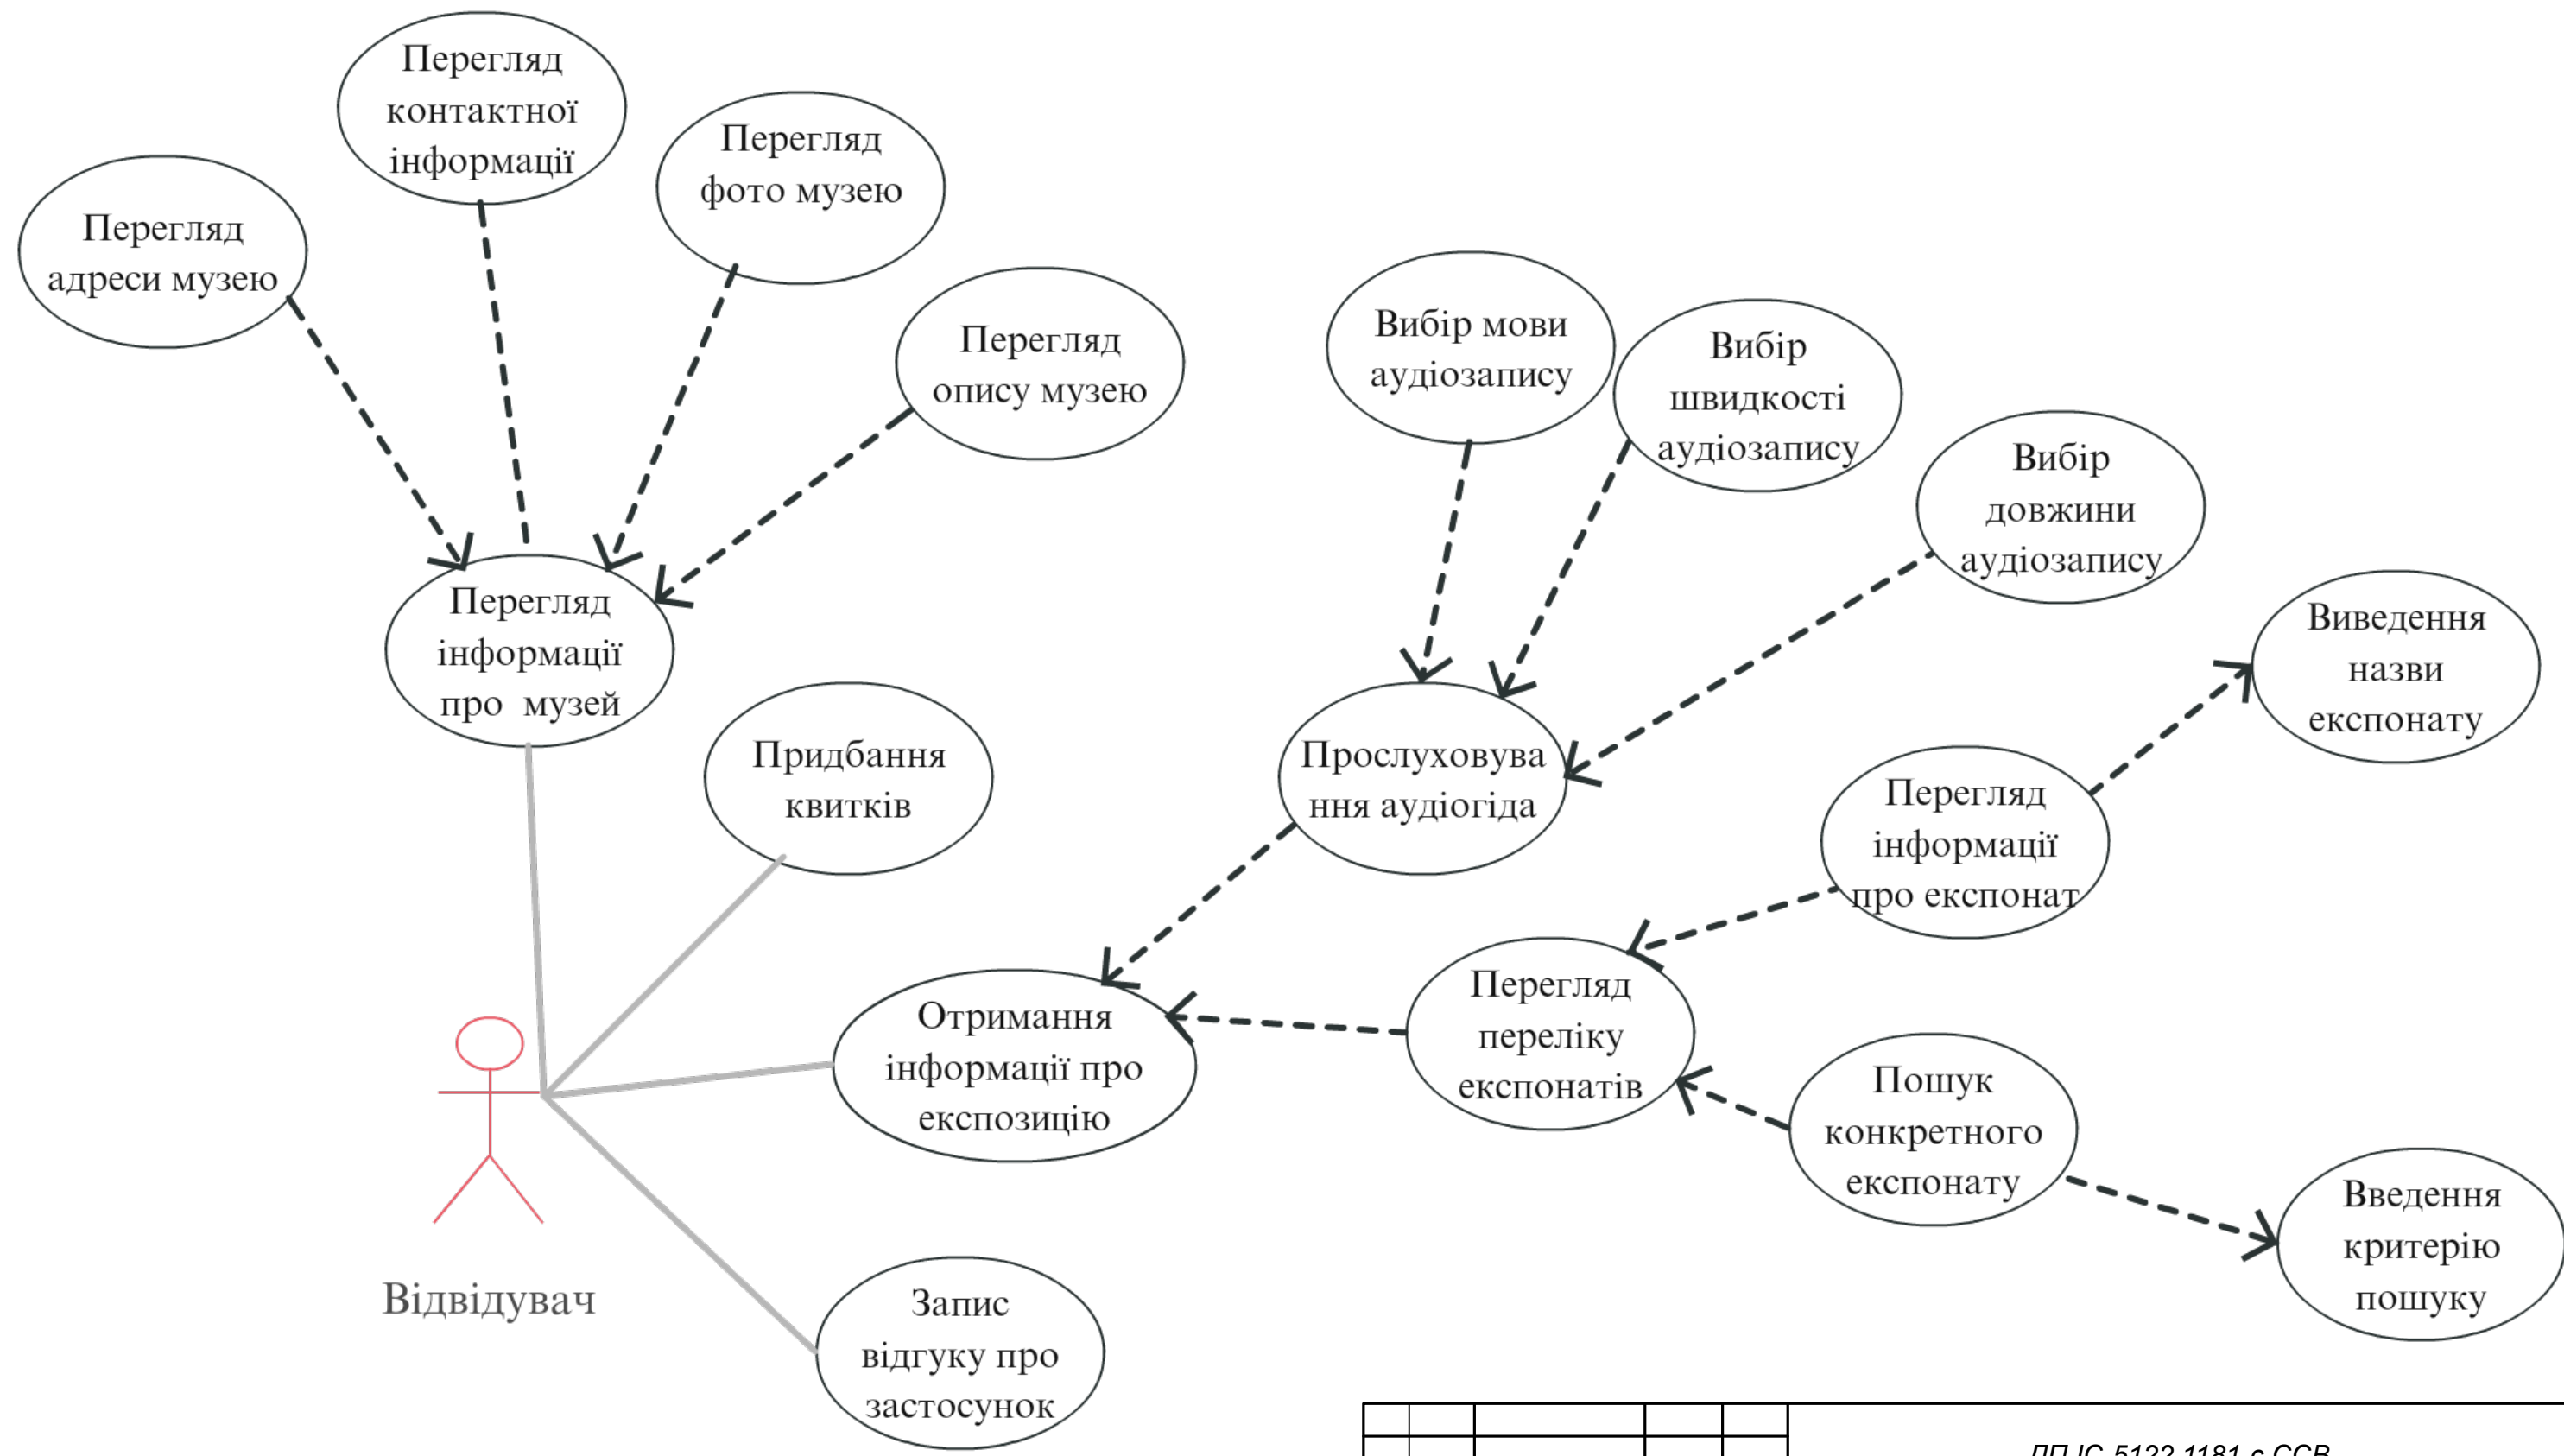 Перегляд
контактної
інформації
Перегляд
фото музею
Перегляд
адреси музею
Перегляд
опису музею
Вибір мови
аудіозапису
Вибір
швидкості
аудіозапису
Вибір
довжини
аудіозапису
Перегляд
інформації
про музей
Виведення
назви
експонату
Придбання
квитків
Прослуховува
ння аудіогіда
Перегляд
інформації
про експонат
Отримання
інформації про
експозицію
Перегляд
переліку
експонатів
Пошук
конкретного
експонату
Введення
критерію
пошуку
Відвідувач
Запис
відгуку про
застосунок